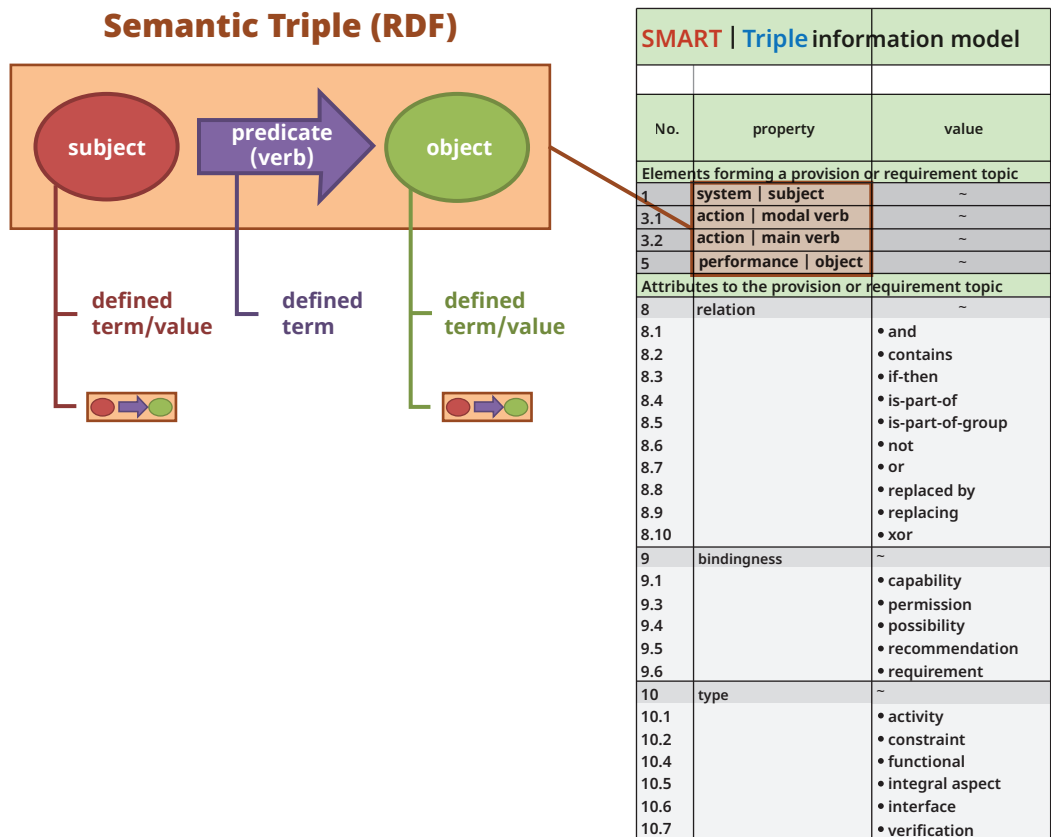 Semantic Triple (RDF)
subject
predicate
(verb)
object
defined
term/value
defined
term
defined
term/value
SMART | Triple information model
No. property value
Elements forming a provision or requirement topic
1 system | subject ~
3.1 action | modal verb ~
3.2 action | main verb ~
5 performance | object ~
Attributes to the provision or requirement topic
8 relation ~
8.1 • and
8.2 • contains
8.3 • if-then
8.4 • is-part-of
8.5 • is-part-of-group
8.6 • not
8.7 • or
8.8 • replaced by
8.9 • replacing
8.10 • xor
9 bindingness ~
9.1 • capability
9.3 • permission
9.4 • possibility
9.5 • recommendation
9.6 • requirement
10 type ~
10.1 • activity
10.2 • constraint
10.4 • functional
10.5 • integral aspect
10.6 • interface
10.7 • verification